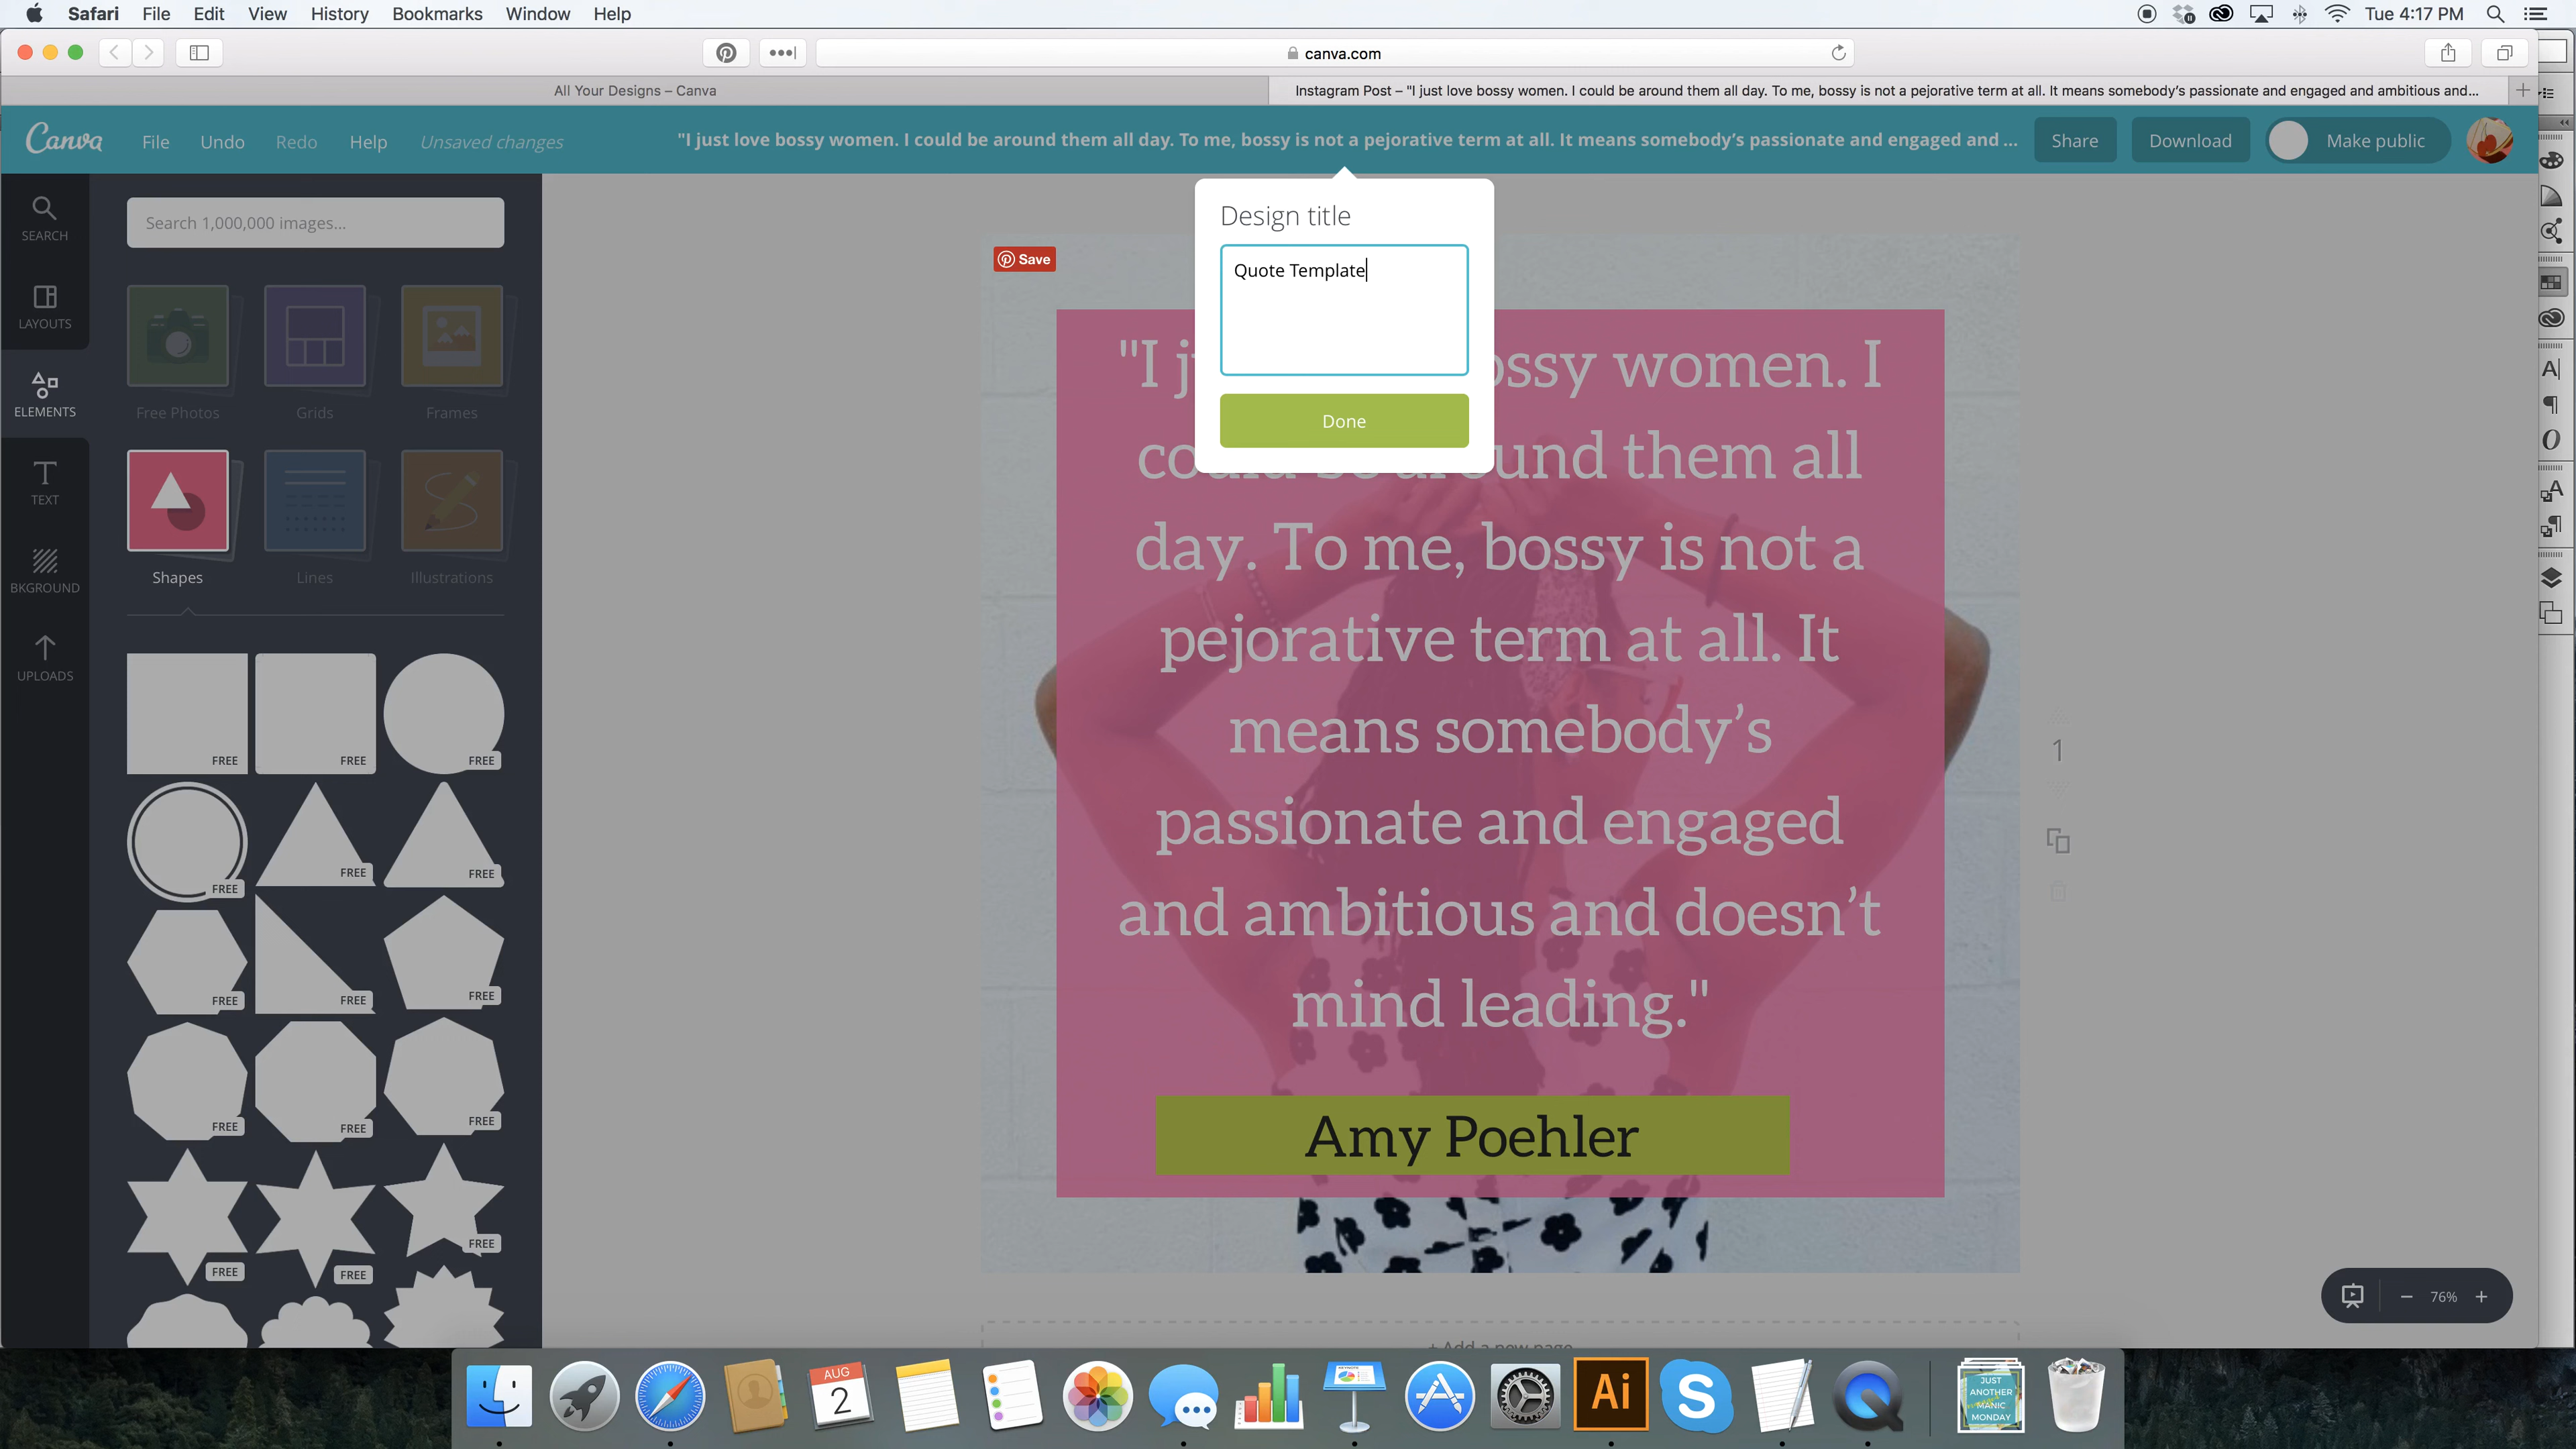 Safari File Edit View History Bookmarks Window Help
Tue 4:17 PM
canva.com
All Your Designs – Canva
Instagram Post – "I just love bossy women. I could be around them all day. To me, bossy is not a pejorative term at all. It means somebody's passionate and engaged and ambitious and...
Canva File Undo Redo Help Unsaved changes
"I just love bossy women. I could be around them all day. To me, bossy is not a pejorative term at all. It means somebody's passionate and engaged and ...
Share Download Make public
SEARCH
LAYOUTS
ELEMENTS
TEXT
BKGROUND
UPLOADS
Search 1,000,000 images...
Free Photos Grids Frames
Shapes Lines Illustrations
FREE FREE FREE
FREE FREE FREE
FREE FREE FREE
FREE FREE FREE
FREE FREE FREE
Design title
Quote Template
Done
Save
"I j ossy women. I
could be around them all
day. To me, bossy is not a
pejorative term at all. It
means somebody's
passionate and engaged
and ambitious and doesn't
mind leading."
Amy Poehler
1
+ Add a new page
76%
AUG
2
Ai
JUST
ANOTHER
MANIC
MONDAY